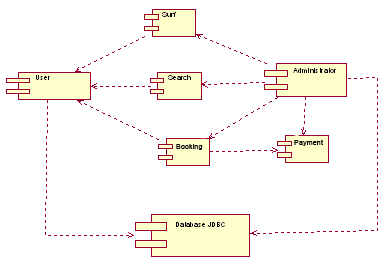 Surf
Administrator
User
Search
Booking
Payment
Database JDBC